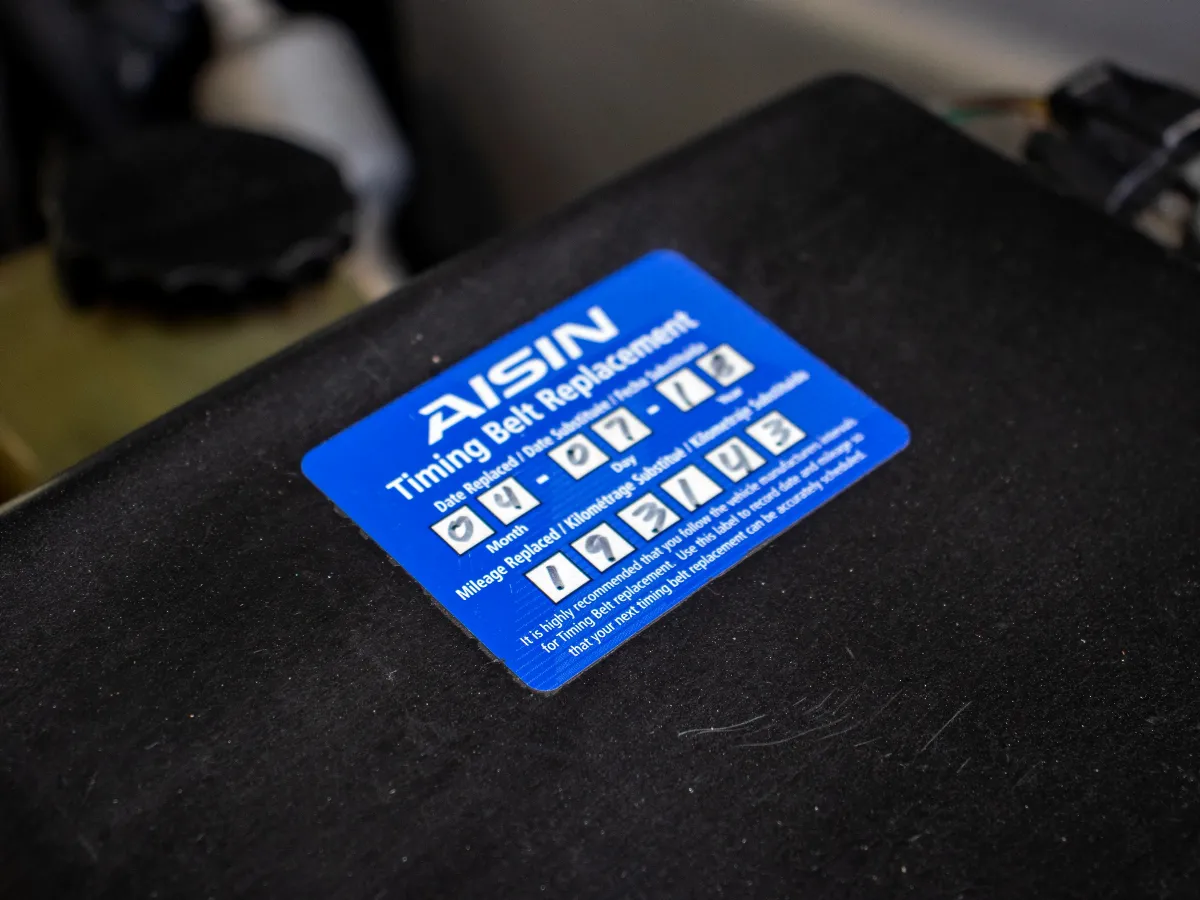 AISIN
Timing Belt Replacement
Date Replaced / Date Substituée / Fecha Substituida
04 - 07 - 18
Month Day Year
Mileage Replaced / Kilométrage Substitué / Kilometraje Substituido
193143
It is highly recommended that you follow the vehicle manufacturers intervals
for Timing Belt replacement. Use this label to record date and mileage so
that your next timing belt replacement can be accurately scheduled.